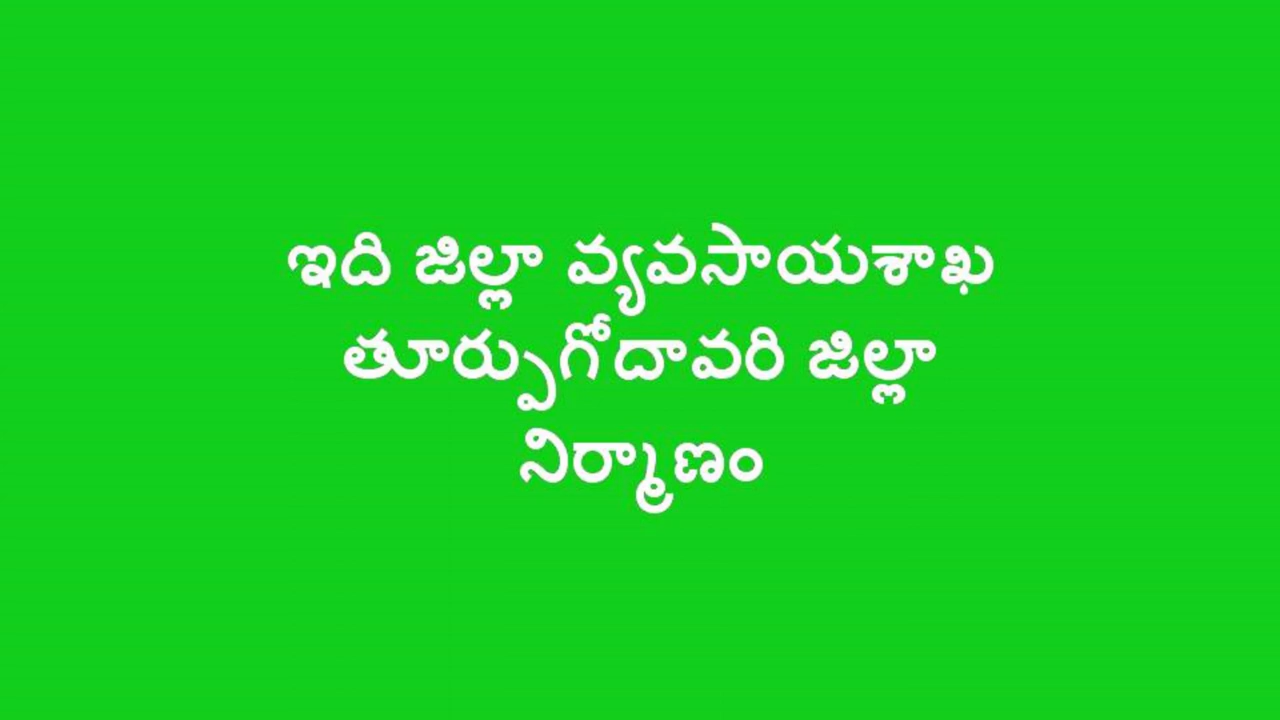 ఇది జిల్లా వ్యవసాయశాఖ
తూర్పుగోదావరి జిల్లా
నిర్మాణం